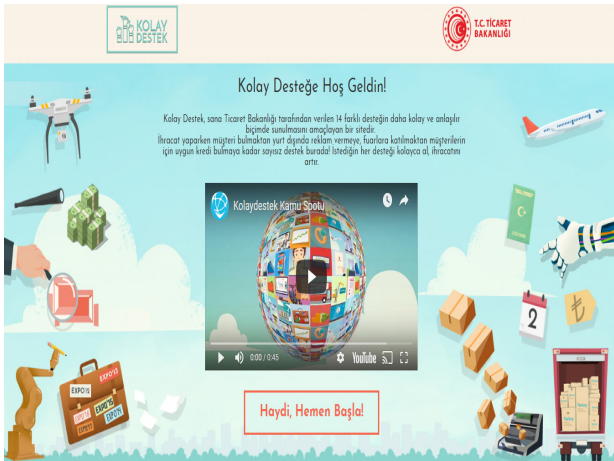 KOLAY
DESTEK
T.C. TİCARET
BAKANLIĞI
Kolay Desteğe Hoş Geldin!
Kolay Destek, sana Ticaret Bakanlığı tarafından verilen 14 farklı desteğin daha kolay ve anlaşılır
biçimde sunulmasını amaçlayan bir sitedir.
İhracat yaparken müşteri bulmaktan yurt dışında reklam vermeye, fuarlara katılmaktan müşterilerin
için uygun kredi bulmaya kadar sayısız destek burada! İstediğin her desteği kolayca al, ihracatını
artır.
Kolaydestek Kamu Spotu
0:00 / 0:45
YouTube
2
EXPO'13
EXPO'15
EXPO'15
Haydi, Hemen Başla!